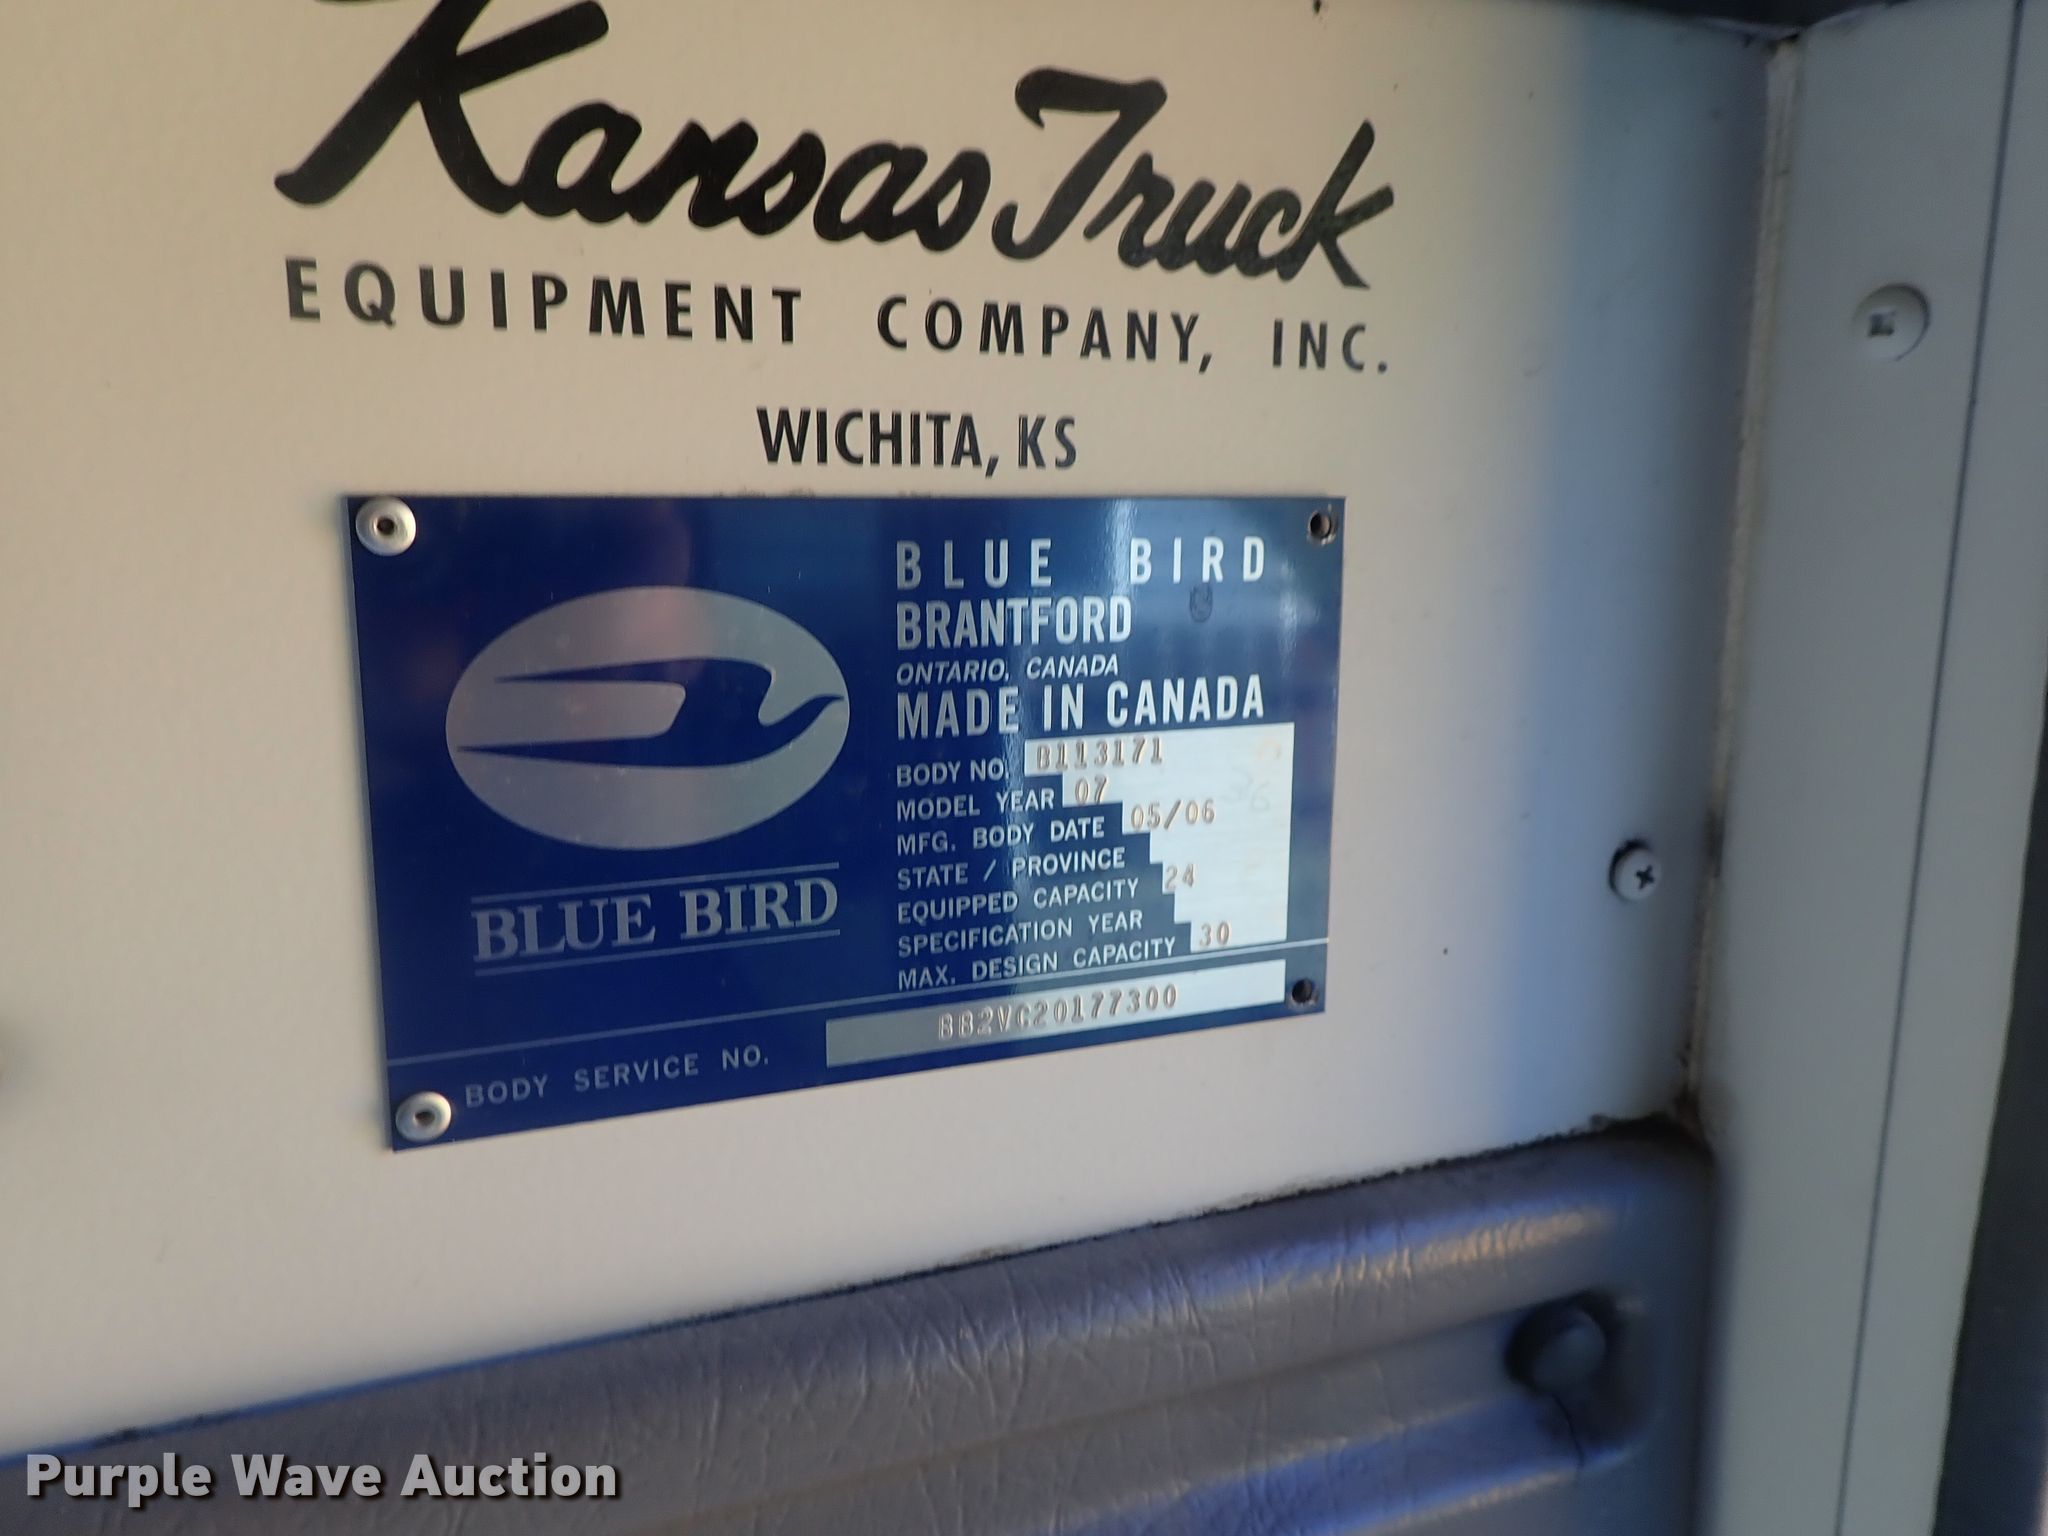 Kansas Truck
EQUIPMENT COMPANY, INC.
WICHITA, KS
BLUE BIRD
BRANTFORD
ONTARIO, CANADA
MADE IN CANADA
BODY NO. B113171
MODEL YEAR 07
MFG. BODY DATE 05/06
STATE / PROVINCE
EQUIPPED CAPACITY 24
SPECIFICATION YEAR
MAX. DESIGN CAPACITY 30
BLUE BIRD
BODY SERVICE NO. BB2VC20177300
Purple Wave Auction